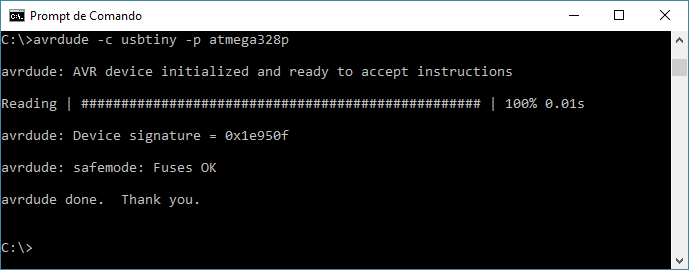 Prompt de Comando
C:\>avrdude -c usbtiny -p atmega328p
avrdude: AVR device initialized and ready to accept instructions
Reading | ################################################## | 100% 0.01s
avrdude: Device signature = 0x1e950f
avrdude: safemode: Fuses OK
avrdude done.  Thank you.
C:\>